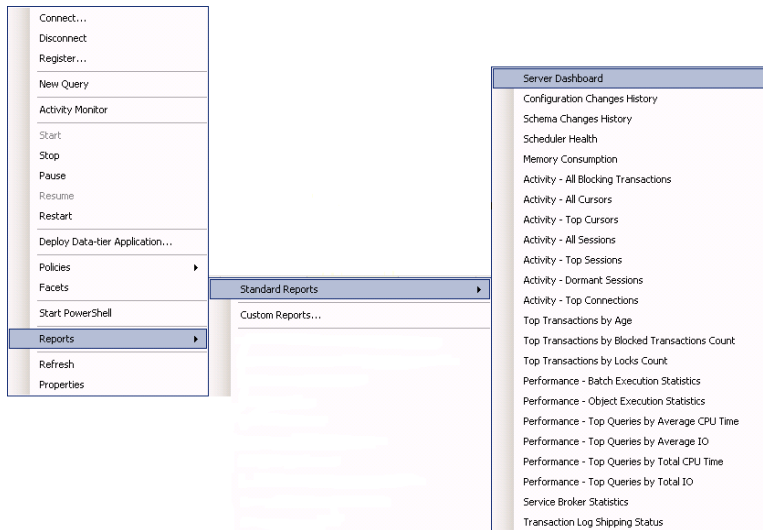 Connect...
Disconnect
Register...
New Query
Activity Monitor
Start
Stop
Pause
Resume
Restart
Deploy Data-tier Application...
Policies
Facets
Start PowerShell
Reports
Refresh
Properties
Standard Reports
Custom Reports...
Server Dashboard
Configuration Changes History
Schema Changes History
Scheduler Health
Memory Consumption
Activity - All Blocking Transactions
Activity - All Cursors
Activity - Top Cursors
Activity - All Sessions
Activity - Top Sessions
Activity - Dormant Sessions
Activity - Top Connections
Top Transactions by Age
Top Transactions by Blocked Transactions Count
Top Transactions by Locks Count
Performance - Batch Execution Statistics
Performance - Object Execution Statistics
Performance - Top Queries by Average CPU Time
Performance - Top Queries by Average IO
Performance - Top Queries by Total CPU Time
Performance - Top Queries by Total IO
Service Broker Statistics
Transaction Log Shipping Status